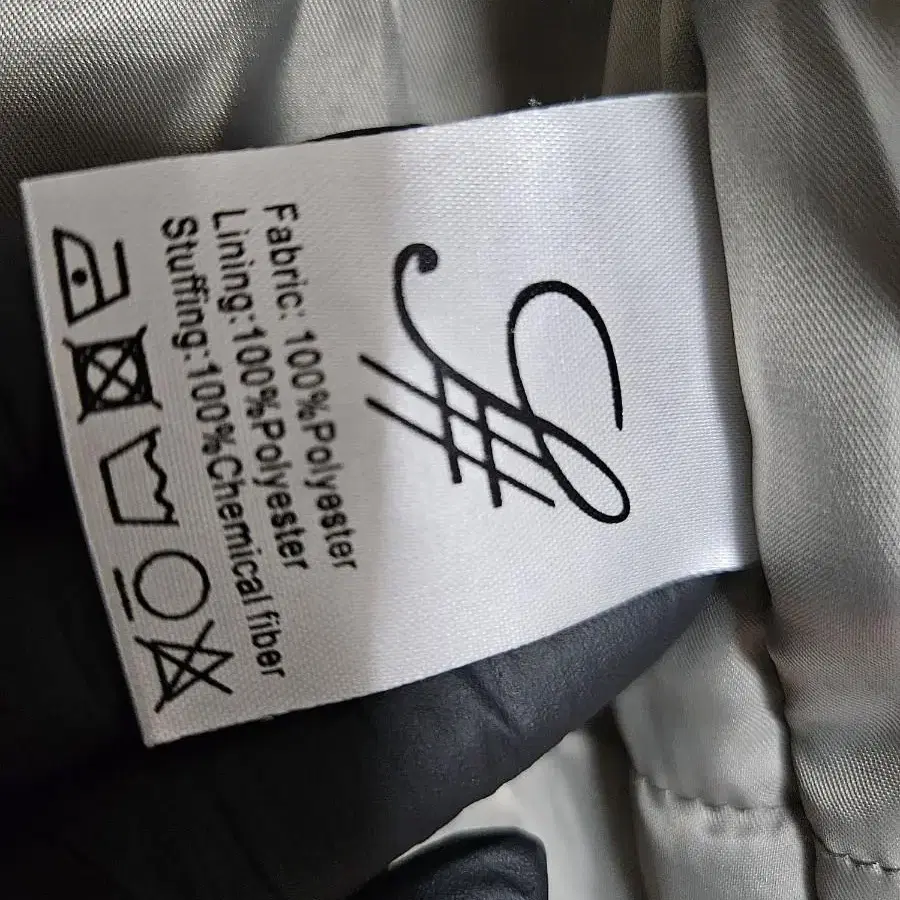 Fabric: 100%Polyester
Lining:100%Polyester
Stuffing:100%Chemical fiber